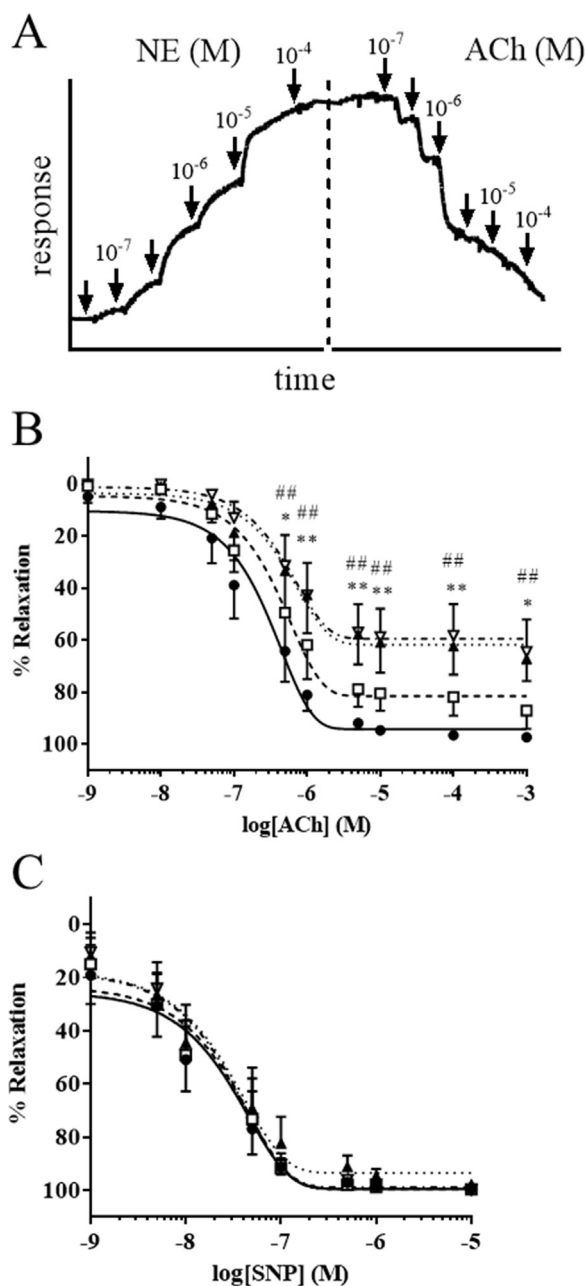 A
NE (M)
ACh (M)
10-4
10-7
10-5
10-6
10-6
10-7
10-5
10-4
response
time
B
##
*
##
**
##
**
##
**
##
**
##
*
0
20
40
60
80
100
% Relaxation
-9 -8 -7 -6 -5 -4 -3
log[ACh] (M)
C
0
20
40
60
80
100
% Relaxation
-9 -8 -7 -6 -5
log[SNP] (M)